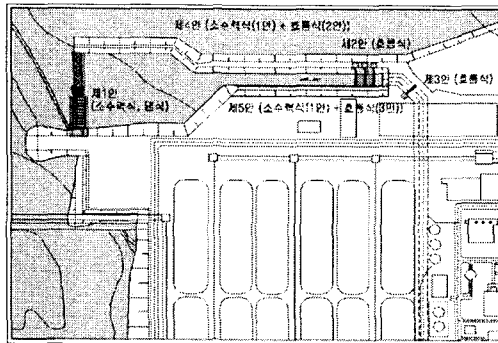 제4안 (소수력식(1안) + 흐름식(2안))
제2안 (흐름식)
제1안
(소수력식, 댐식)
제3안 (흐름식)
제5안 (소수력식(1안) + 흐름식(3안))